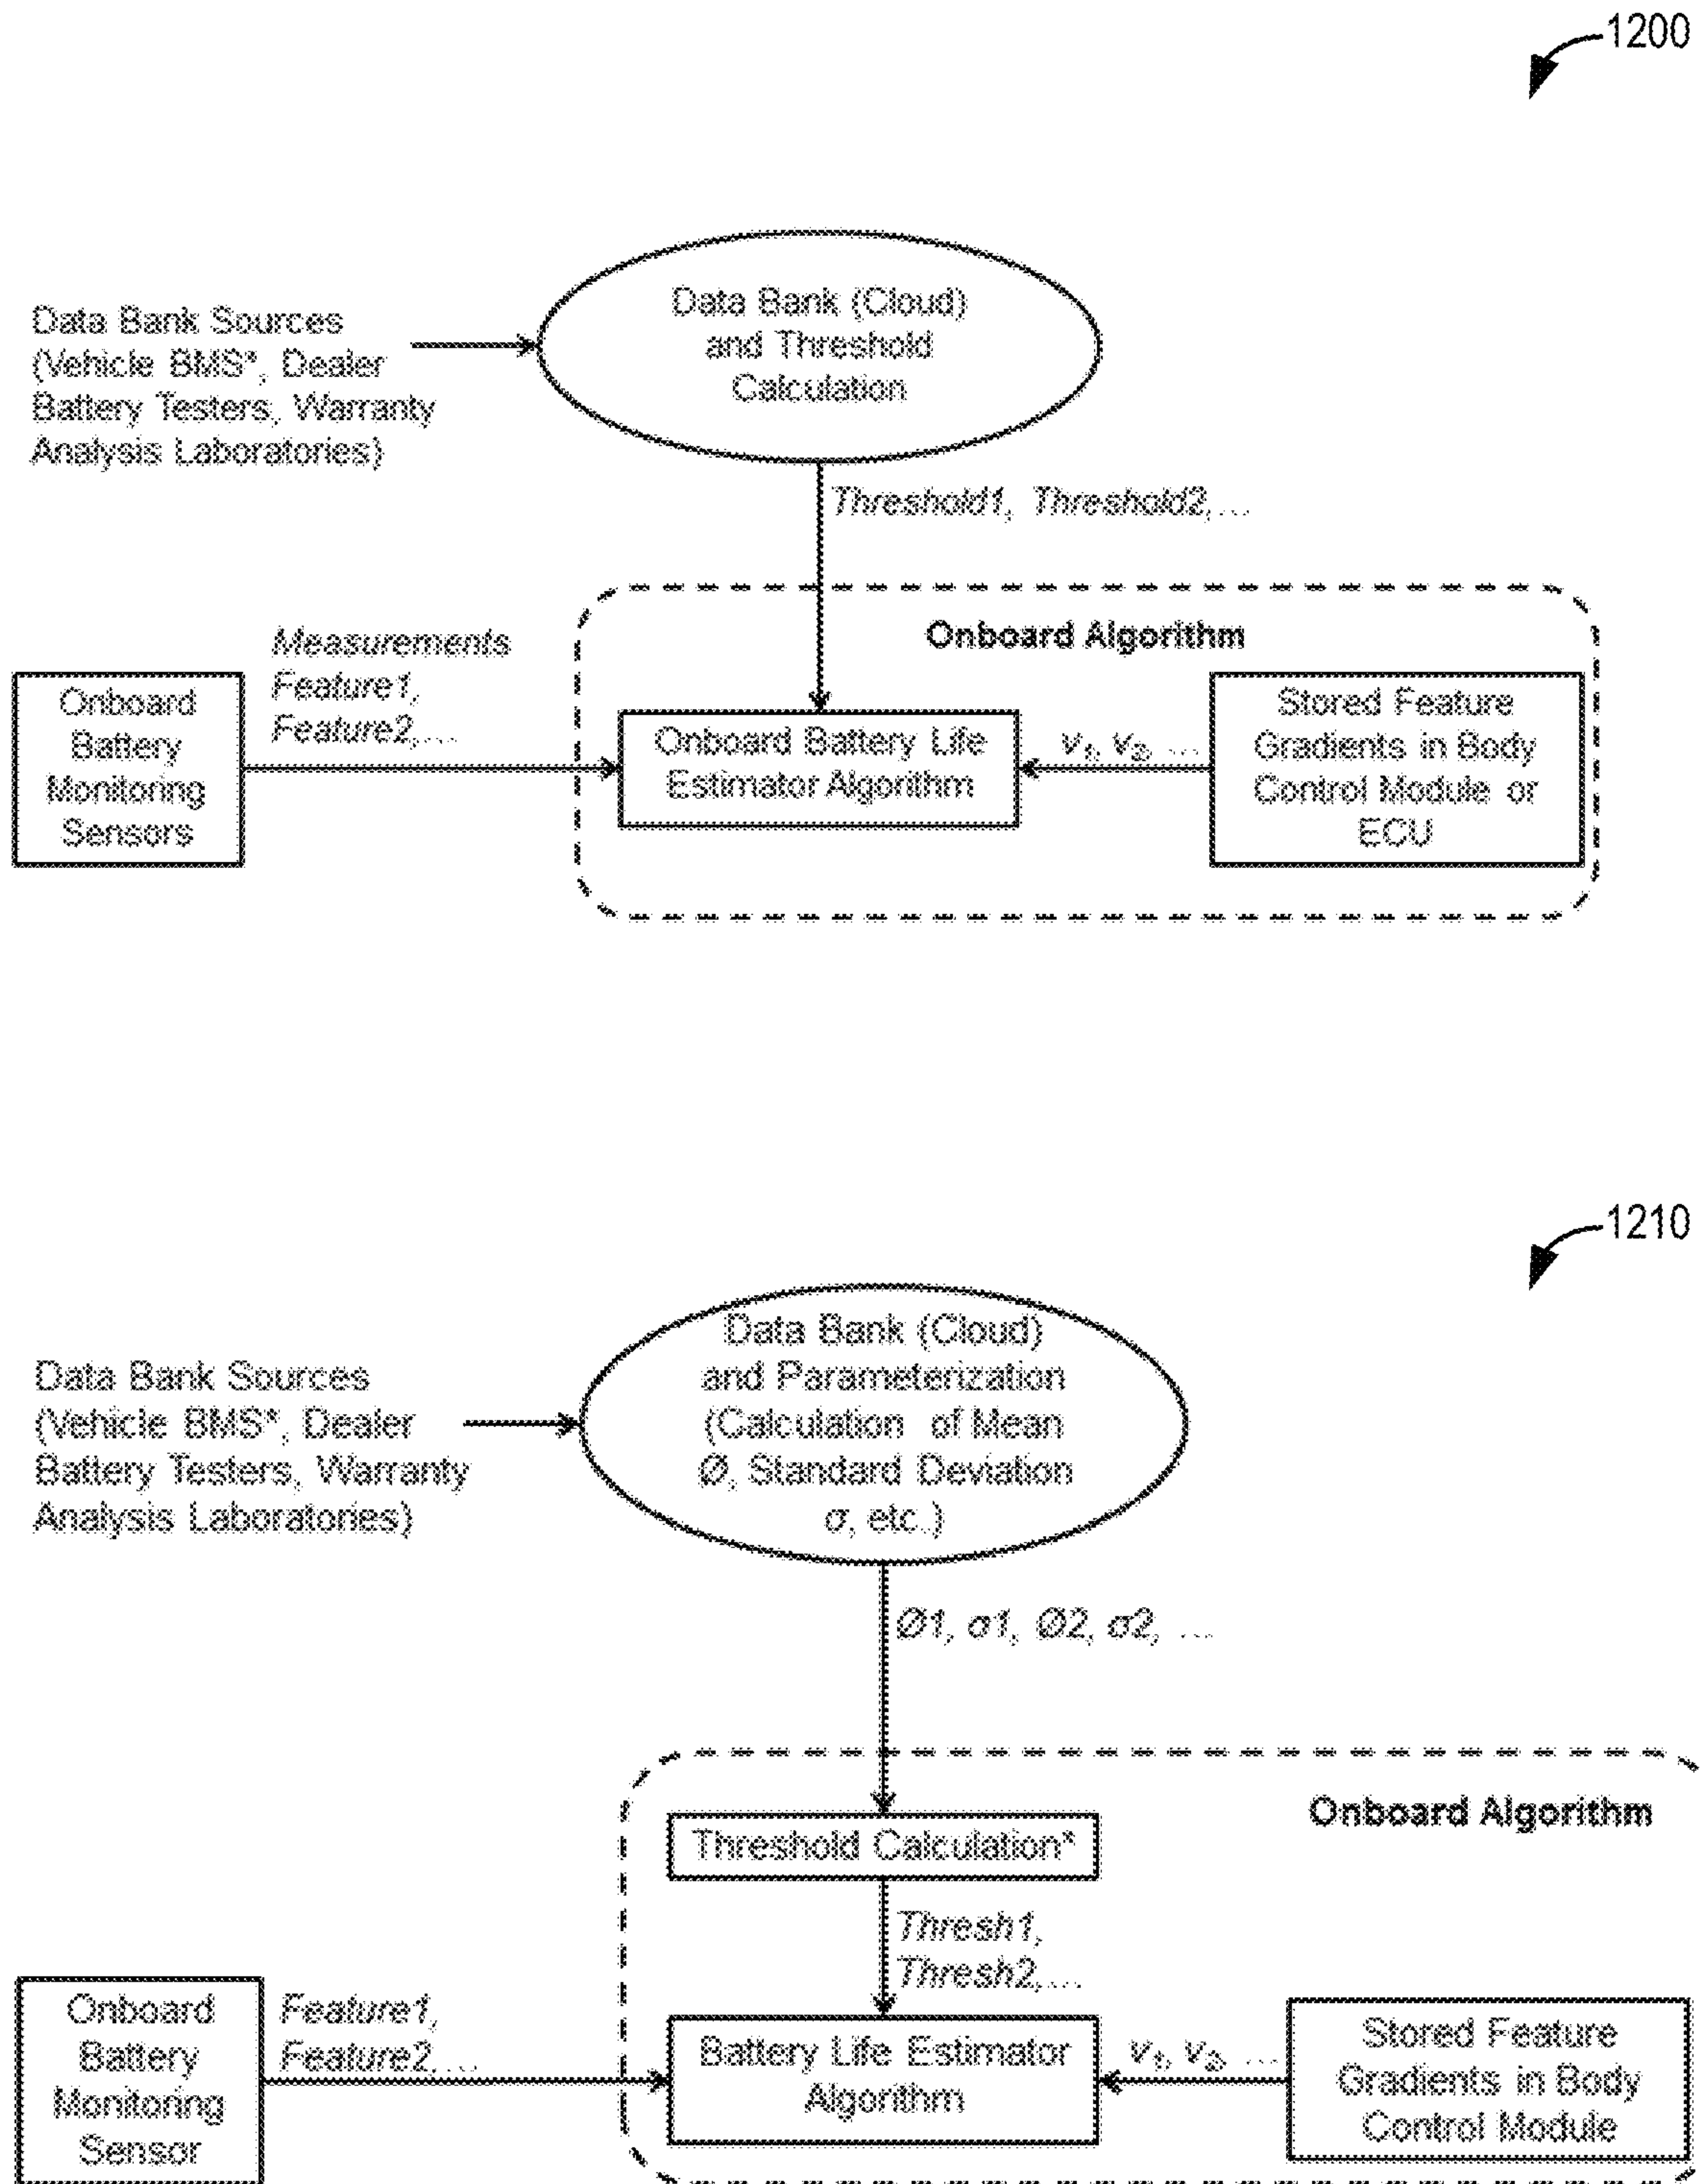 1200
Data Bank (Cloud)
and Threshold
Calculation
Data Bank Sources
(Vehicle BMS*, Dealer
Battery Testers, Warranty
Analysis Laboratories)
Threshold1, Threshold2,...
Onboard Algorithm
Measurements
Feature1,
Feature2,...
Onboard
Battery
Monitoring
Sensors
Onboard Battery Life
Estimator Algorithm
v1, v2, ...
Stored Feature
Gradients in Body
Control Module or
ECU
1210
Data Bank (Cloud)
and Parameterization
(Calculation of Mean
Ø, Standard Deviation
σ, etc.)
Data Bank Sources
(Vehicle BMS*, Dealer
Battery Testers, Warranty
Analysis Laboratories)
Ø1, σ1, Ø2, σ2, ...
Onboard Algorithm
Threshold Calculation*
Thresh1,
Thresh2,...
Onboard
Battery
Monitoring
Sensor
Feature1,
Feature2,...
Battery Life Estimator
Algorithm
v1, v2, ...
Stored Feature
Gradients in Body
Control Module